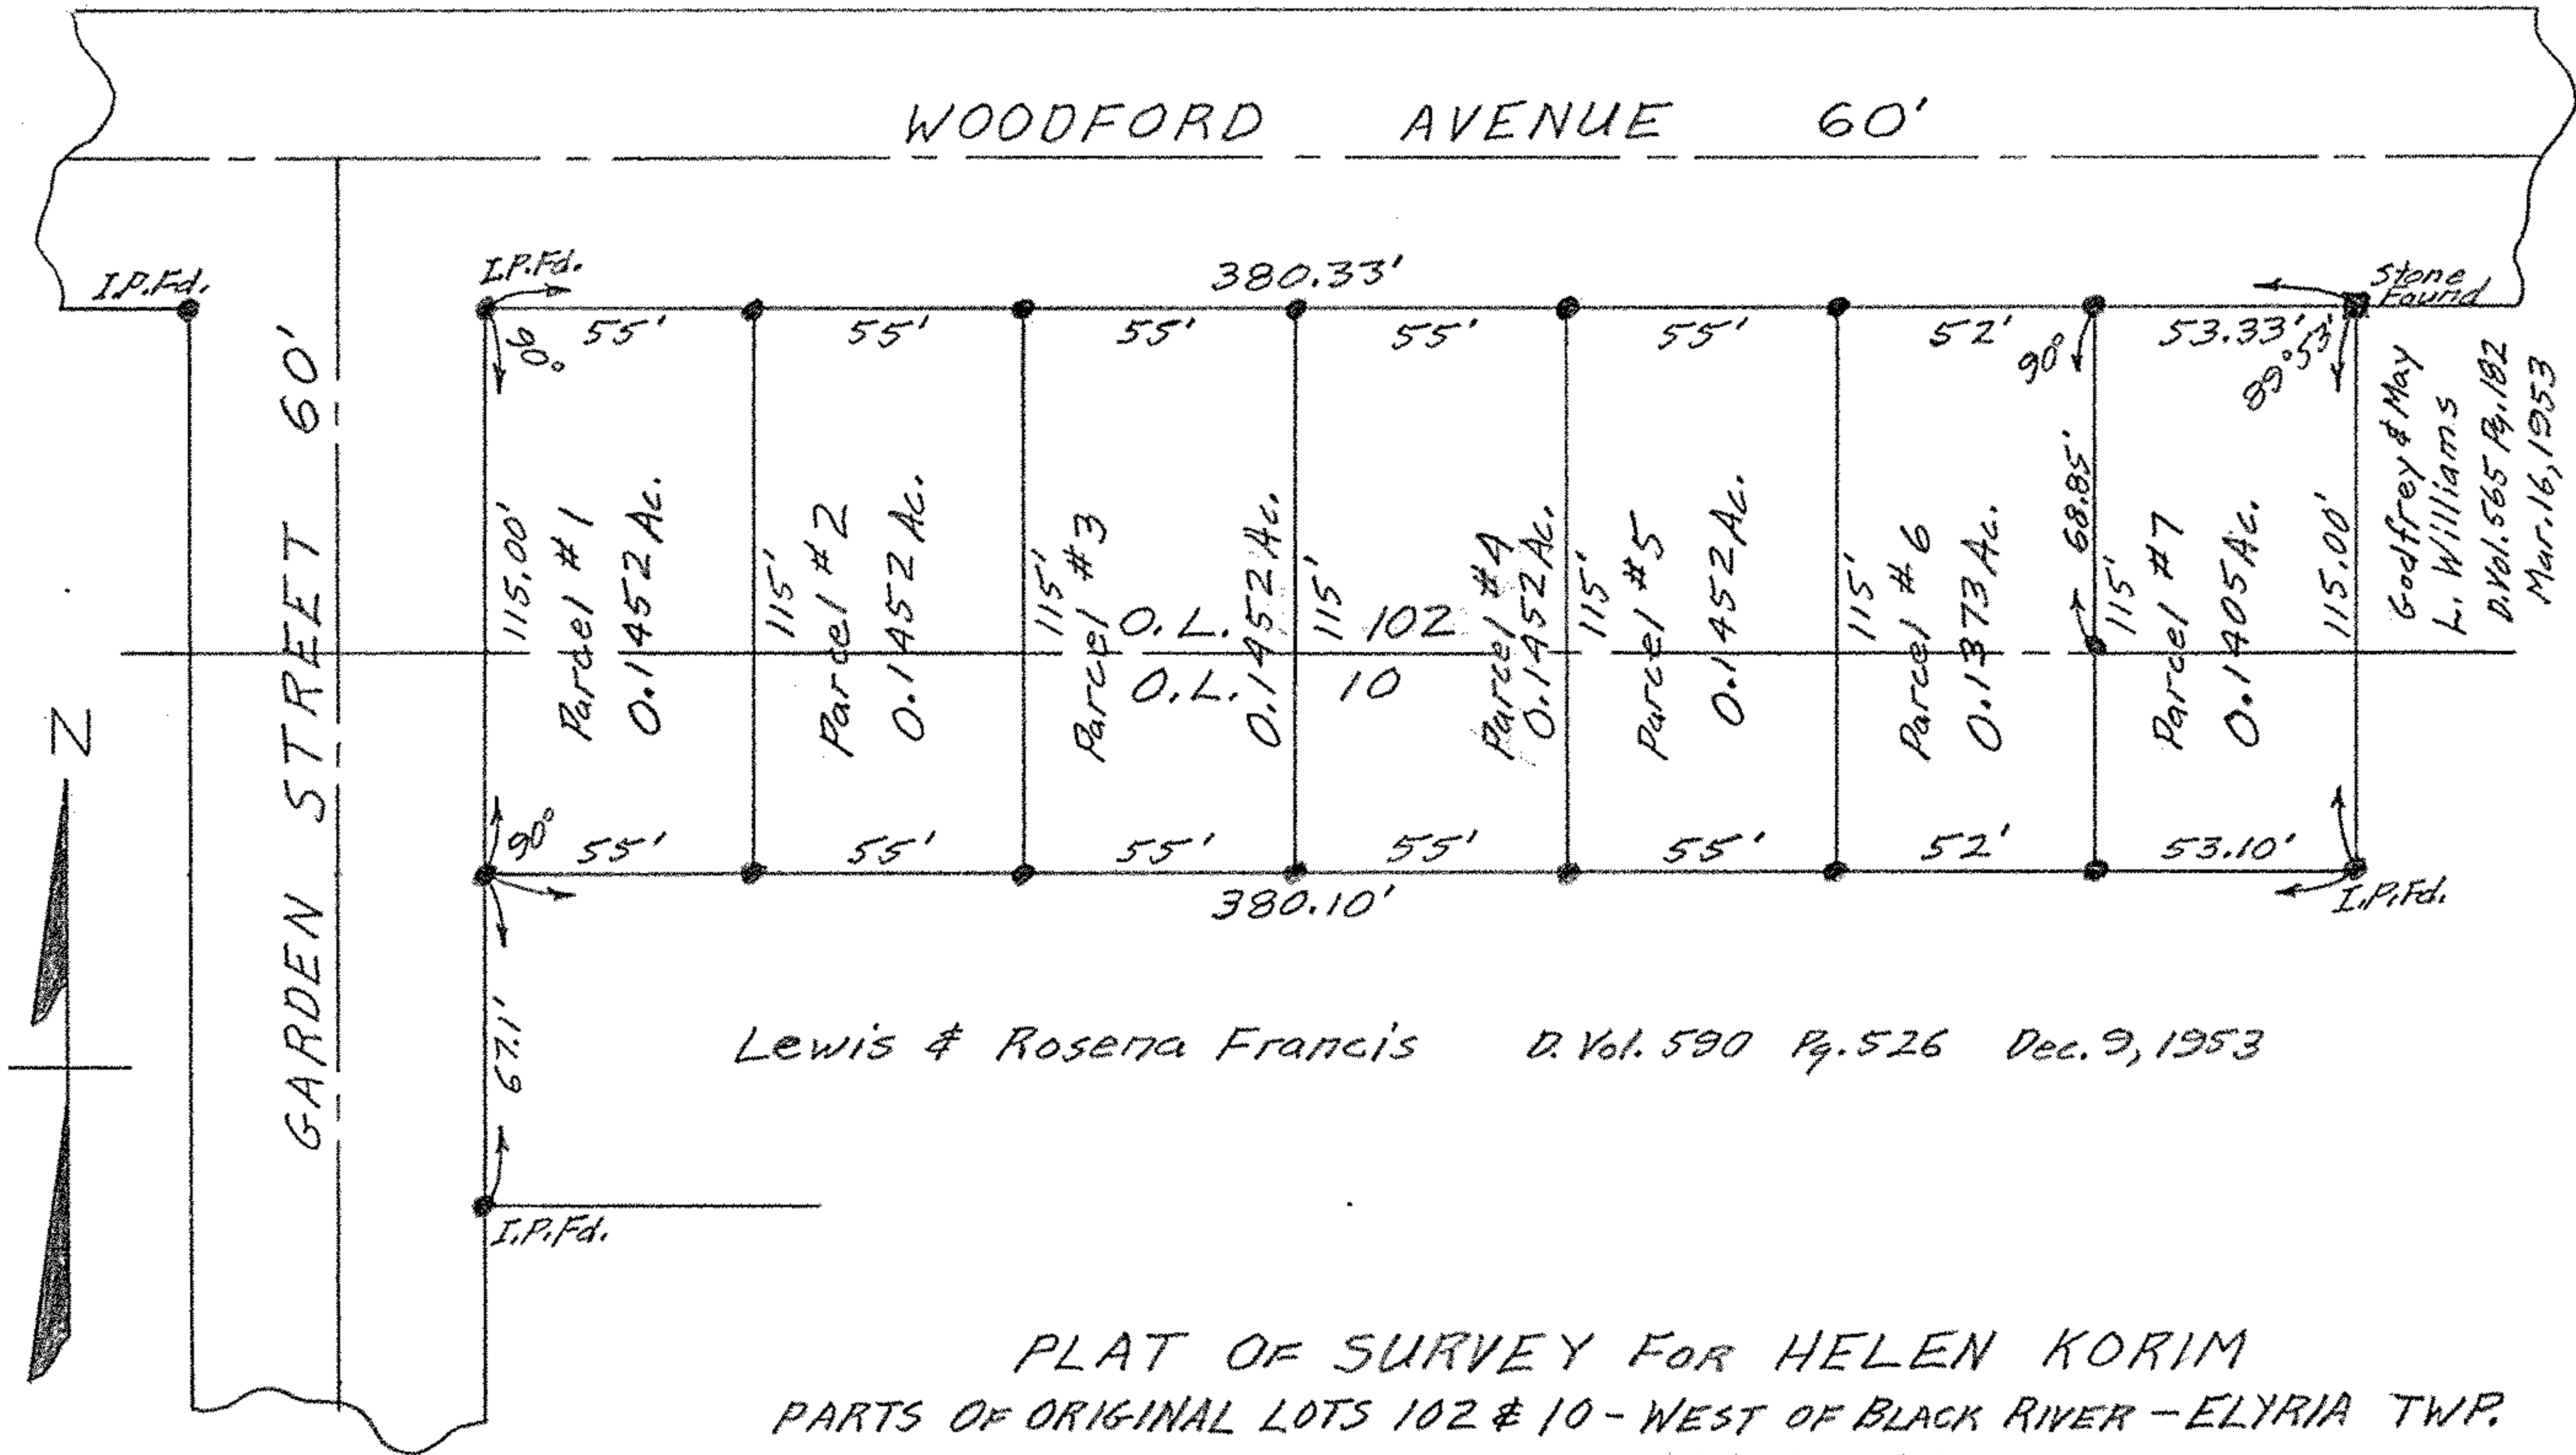 WOODFORD AVENUE 60'
I.P.Fd.
I.P.Fd.
380.33'
Stone
Found
55'
55'
55'
55'
55'
52'
53.33'
90°
90°
89°53'
GARDEN STREET 60'
115.00'
Parcel #1
0.1452 Ac.
115'
Parcel #2
0.1452 Ac.
115'
Parcel #3
0.1452 Ac.
115'
Parcel #4
0.1452 Ac.
115'
Parcel #5
0.1452 Ac.
115'
Parcel #6
0.1373 Ac.
68.85'
115'
Parcel #7
0.1405 Ac.
115.00'
Godfrey & May
L. Williams
D.Vol.565 Pg.182
Mar.16,1953
O.L. 102
O.L. 10
N
90°
55'
55'
55'
55'
55'
52'
53.10'
380.10'
I.P.Fd.
67.1'
Lewis & Rosena Francis D.Vol.590 Pg.526 Dec.9,1953
I.P.Fd.
PLAT OF SURVEY FOR HELEN KORIM
PARTS OF ORIGINAL LOTS 102 & 10 - WEST OF BLACK RIVER - ELYRIA TWP.